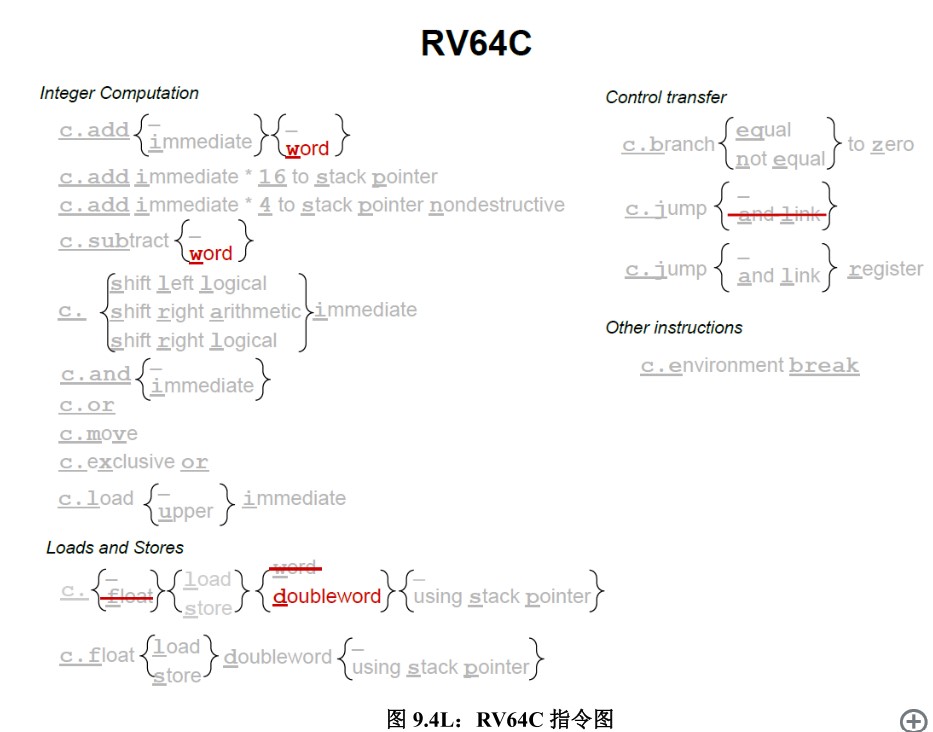 RV64C
Integer Computation
c.add { _ immediate } { _ word }
c.add immediate * 16 to stack pointer
c.add immediate * 4 to stack pointer nondestructive
c.subtract { _ word }
c. { shift left logical
shift right arithmetic
shift right logical } immediate
c.and { _ immediate }
c.or
c.move
c.exclusive or
c.load { _ upper } immediate
Loads and Stores
c. { _ float } { load store } { word doubleword } { _ using stack pointer }
c.float { load store } doubleword { _ using stack pointer }
Control transfer
c.branch { equal not equal } to zero
c.jump { _ and link }
c.jump { _ and link } register
Other instructions
c.environment break
图 9.4L：RV64C 指令图